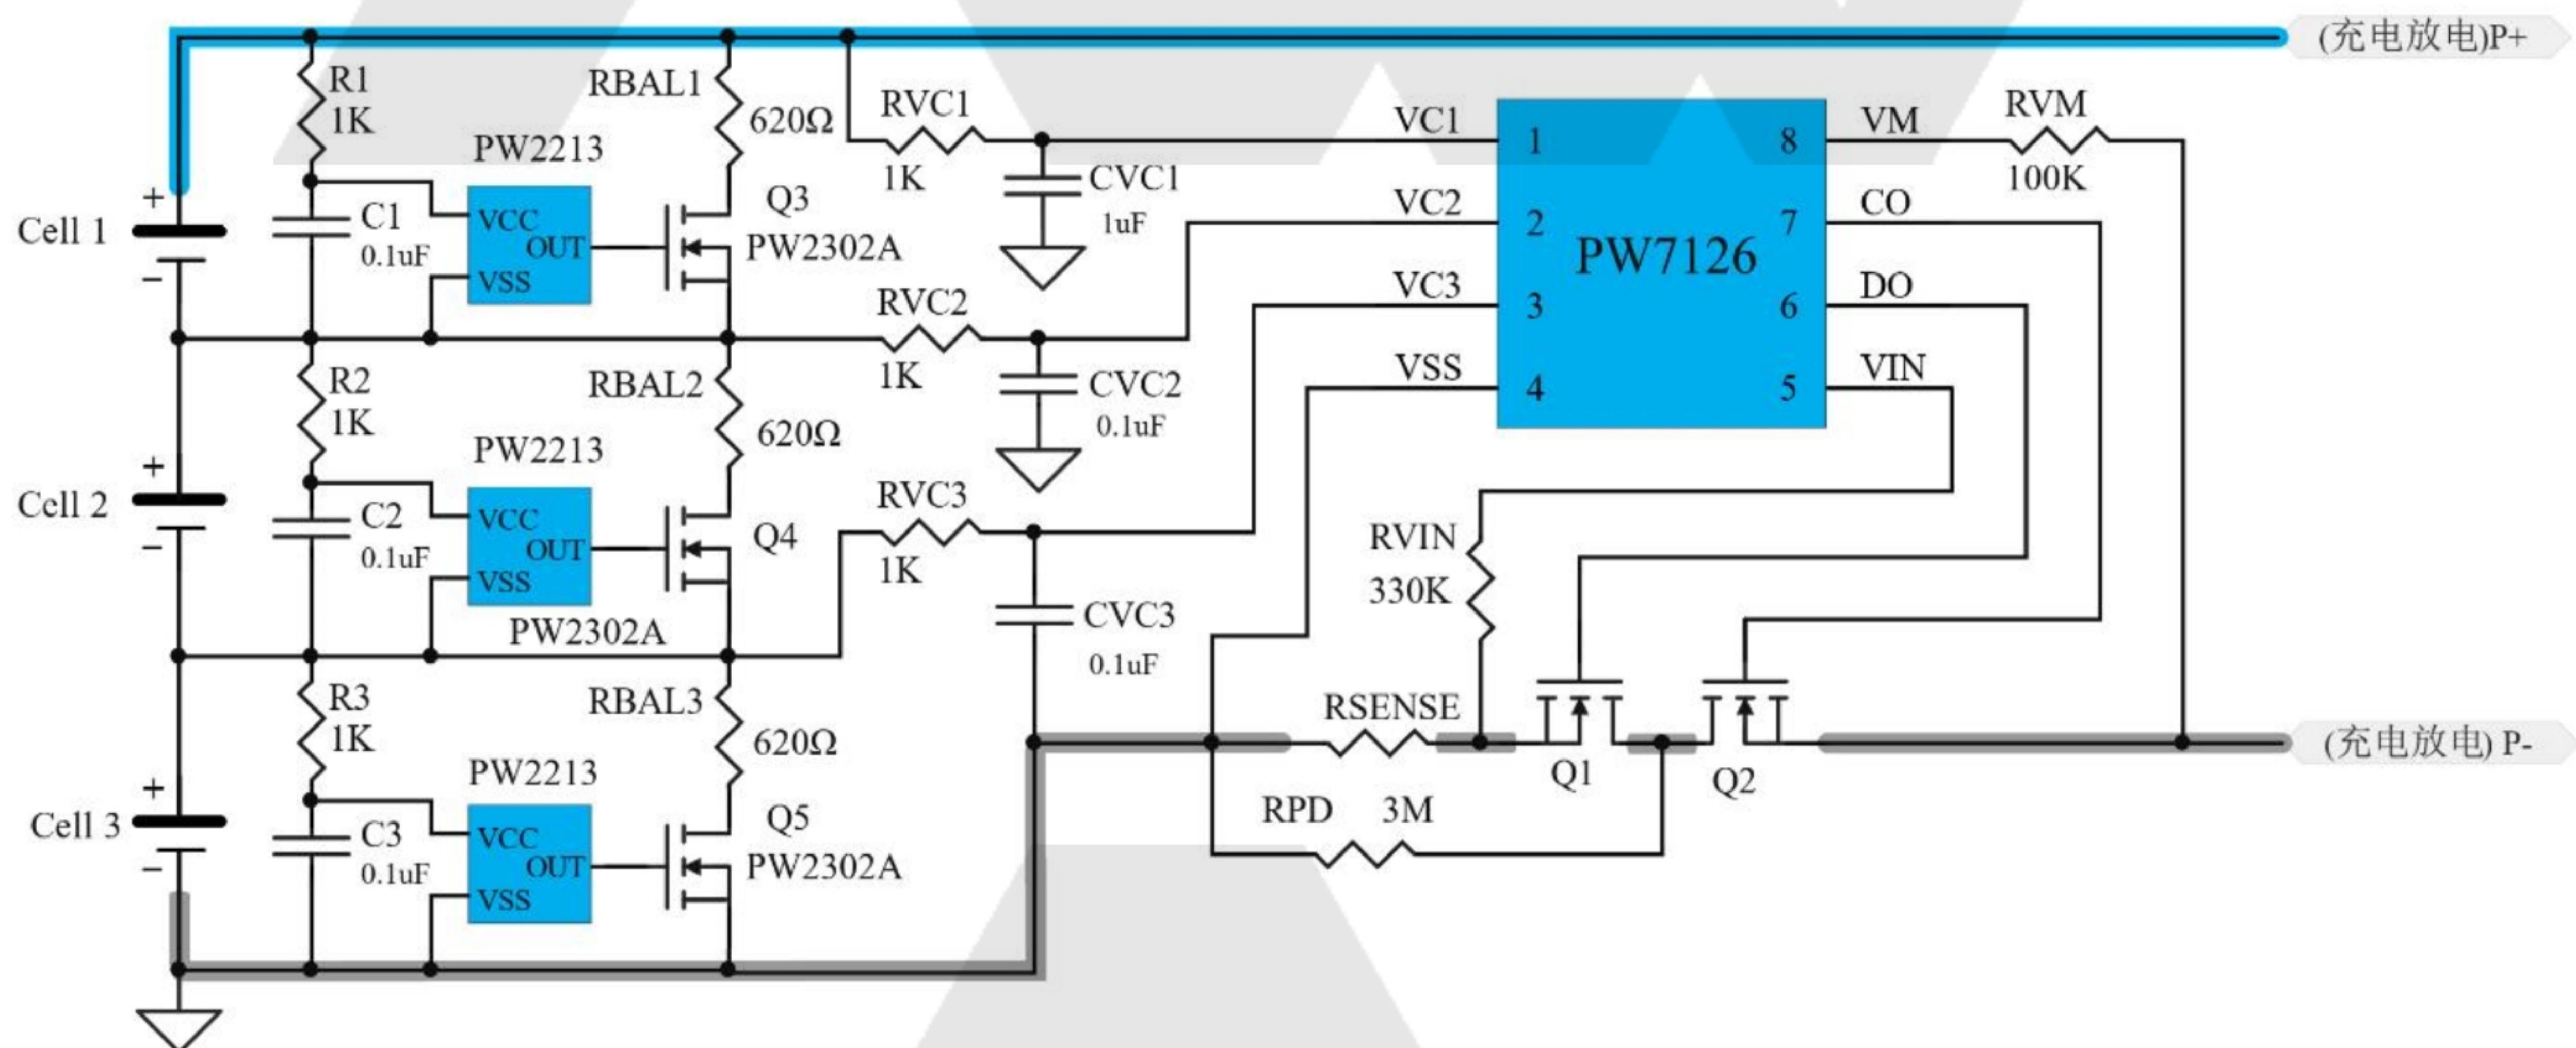 (充电放电)P+
R1
1K
RBAL1
620Ω
RVC1
1K
VC1
1
8
VM
RVM
100K
PW2213
Q3
PW2302A
CVC1
1uF
+
Cell 1
−
C1
0.1uF
VCC
OUT
VSS
VC2
2
7
CO
PW7126
VC3
3
6
DO
VSS
4
5
VIN
RVC2
1K
CVC2
0.1uF
R2
1K
RBAL2
620Ω
PW2213
+
Cell 2
−
C2
0.1uF
VCC
OUT
VSS
Q4
PW2302A
RVC3
1K
CVC3
0.1uF
RVIN
330K
R3
1K
RBAL3
620Ω
RSENSE
Q1
Q2
(充电放电) P-
PW2213
+
Cell 3
−
C3
0.1uF
VCC
OUT
VSS
Q5
PW2302A
RPD 3M